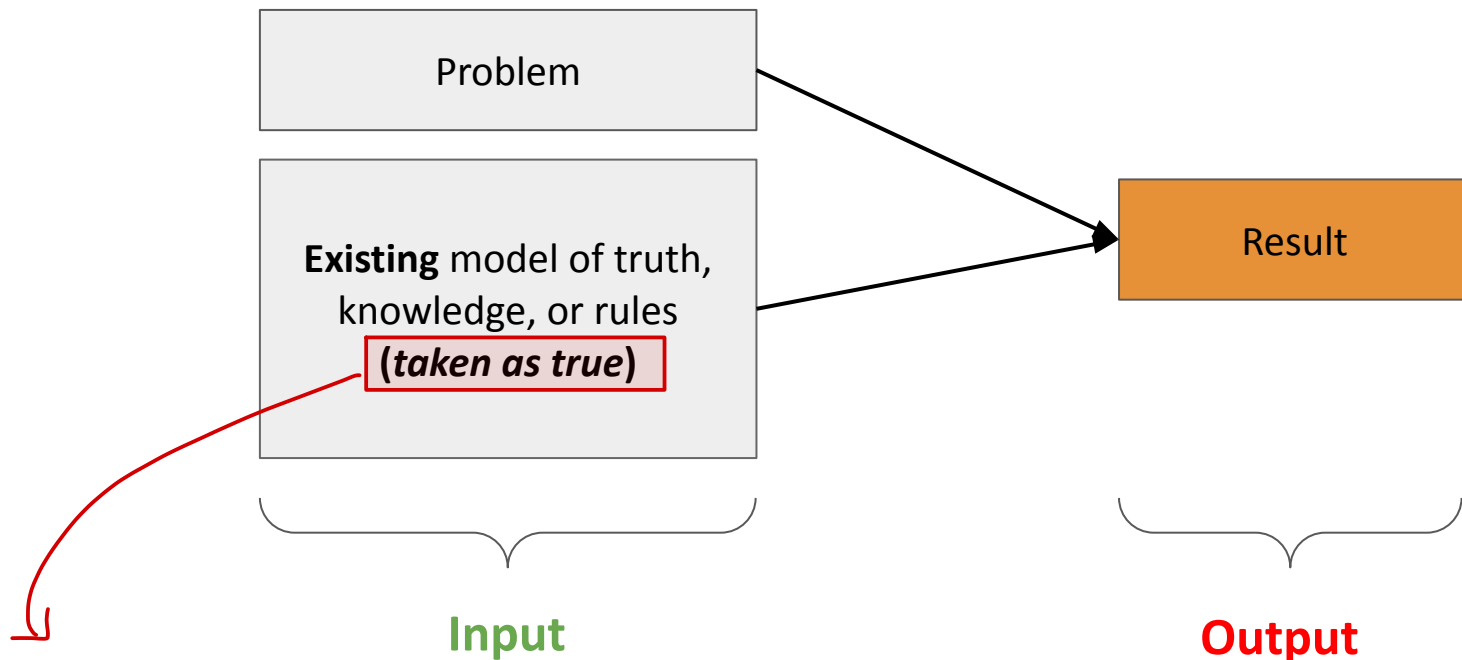 Problem
Existing model of truth,
knowledge, or rules
(taken as true)
Result
Input
Output